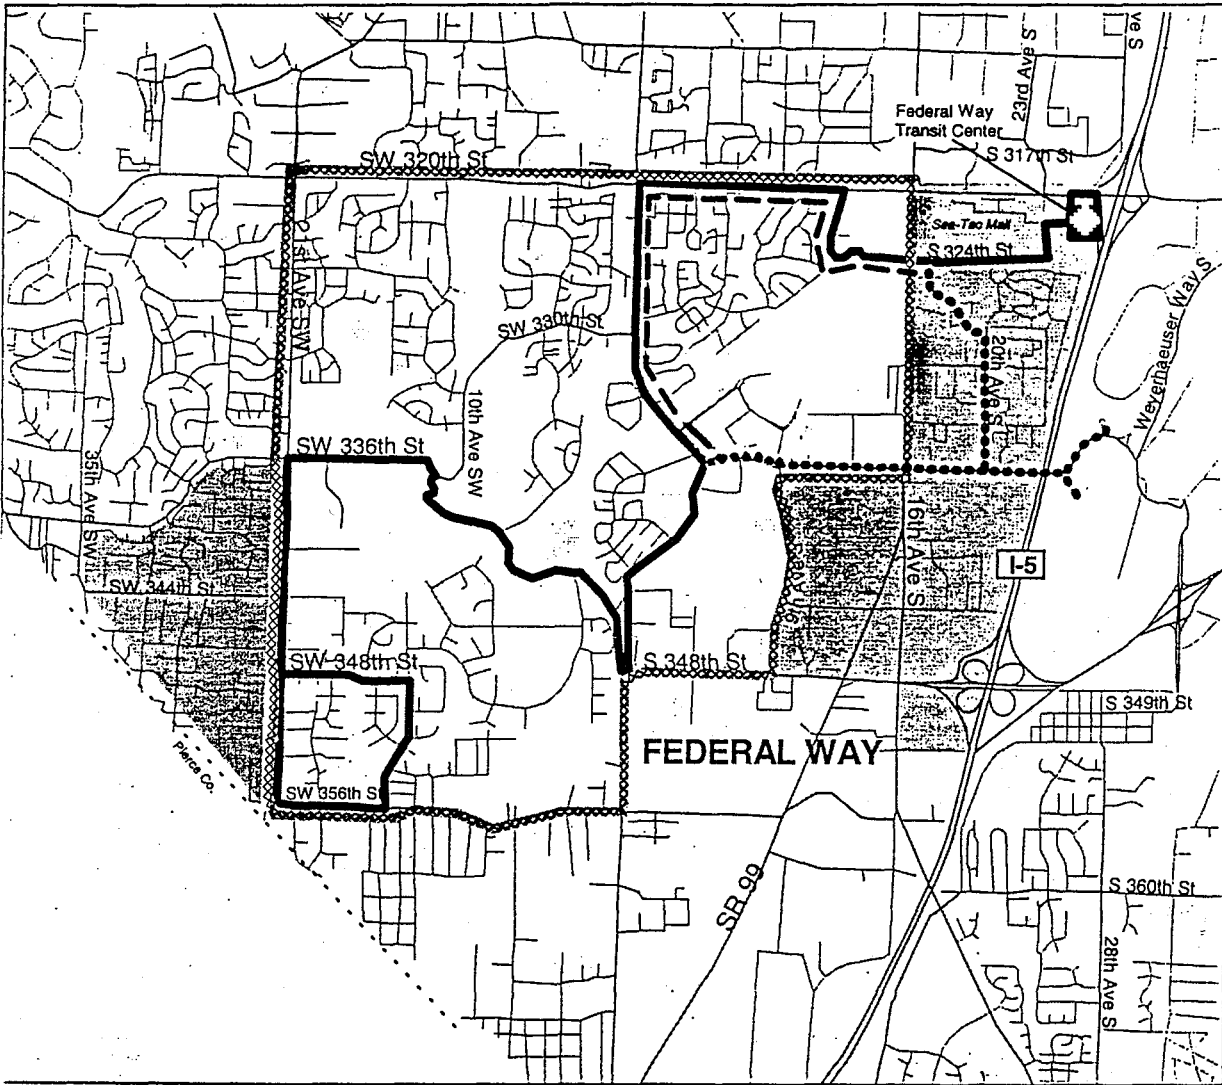 ve S
23rd Ave S
Federal Way
Transit Center
S 317th St
SW 320th St
Sea-Tac Mall
S 324th St
21st Ave SW
SW 330th St
20th Ave S
Weyerhaeuser Way S
10th Ave SW
SW 336th St
35th Ave SW
16th Ave S
I-5
SW 344th St
SW 348th St
S 348th St
S 349th St
FEDERAL WAY
Pierce Co.
SW 356th St
SR 99
S 360th St
28th Ave S